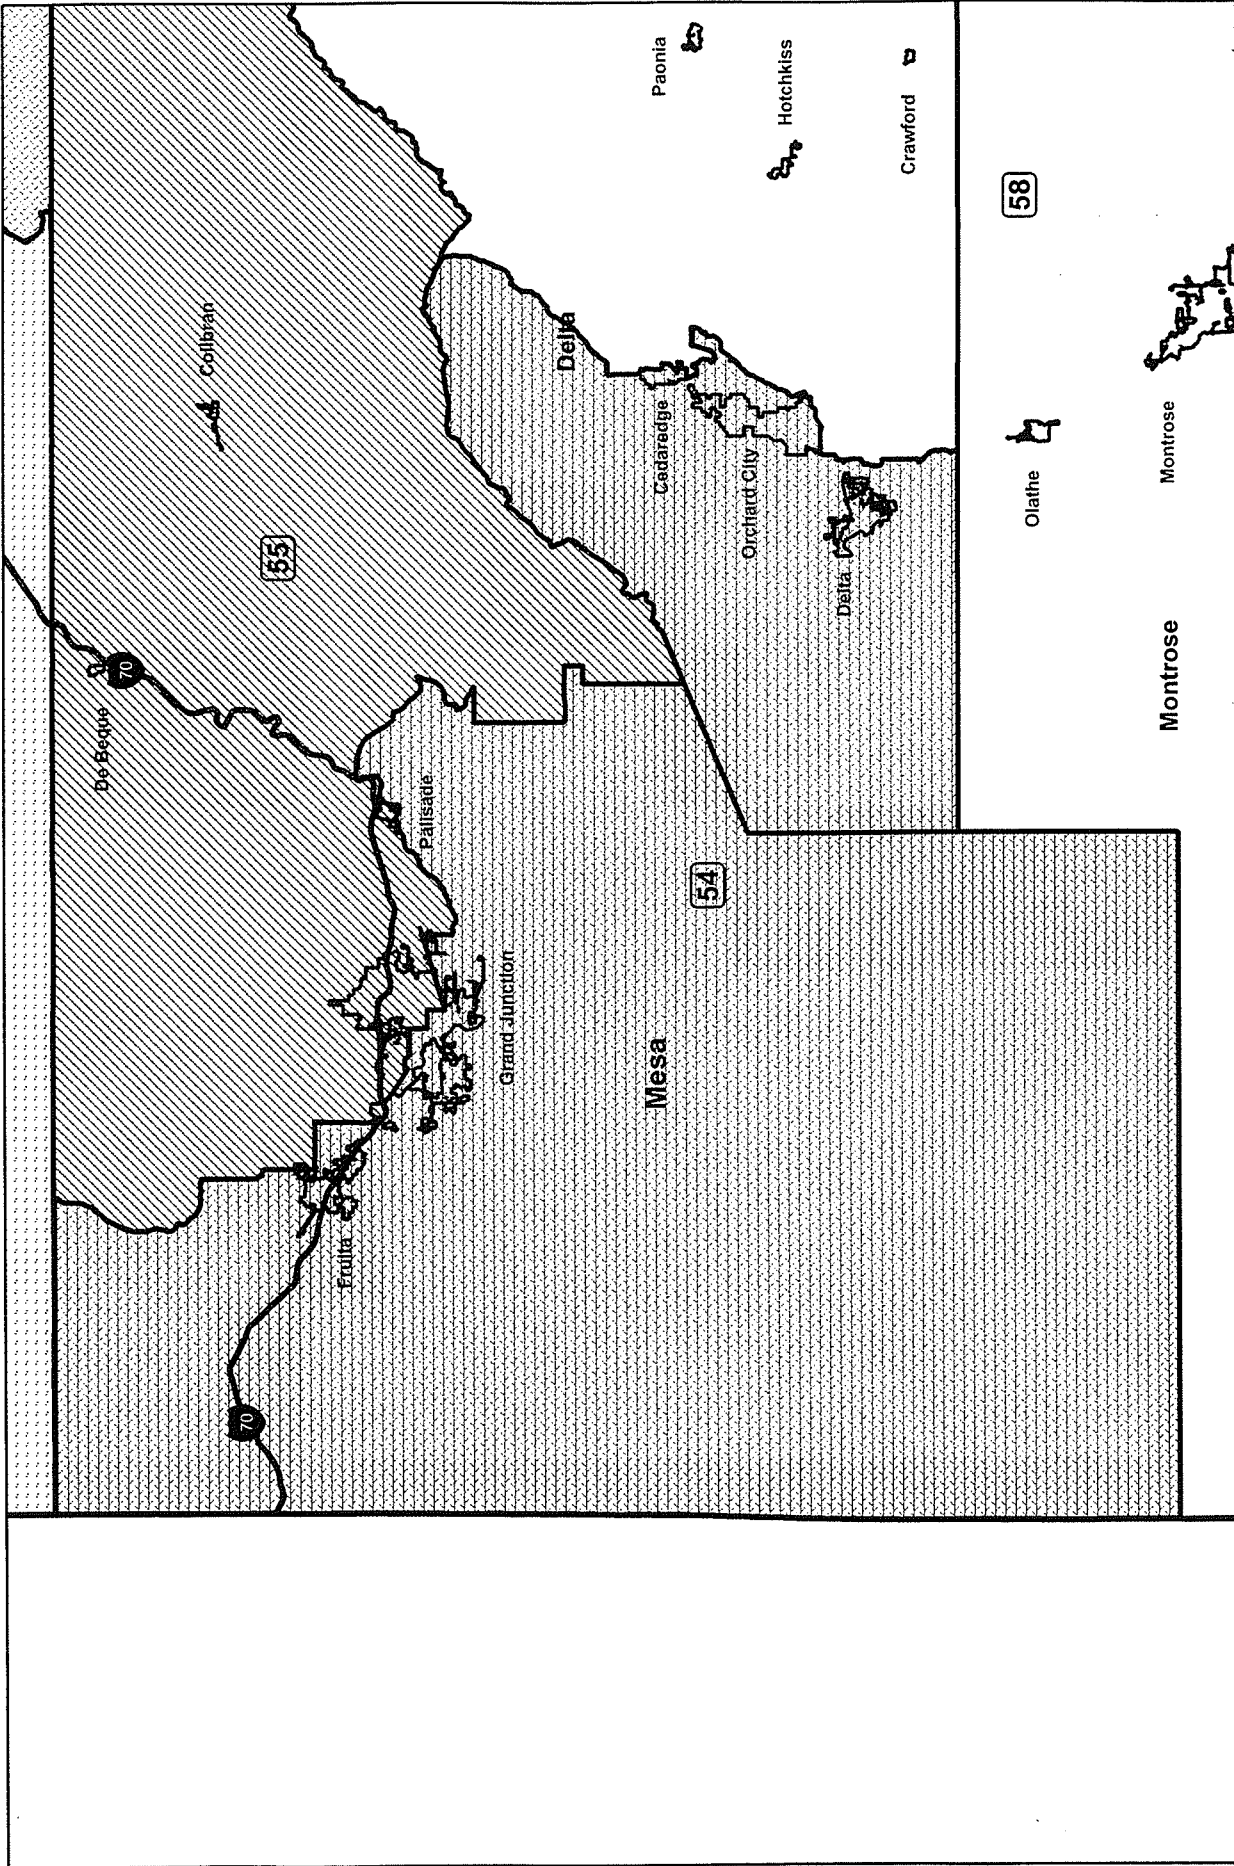 Paonia
Hotchkiss
Crawford
58
Collbran
Delta
Cedaredge
Orchard City
Delta
Olathe
Montrose
55
70
De Beque
Palisade
Montrose
54
Grand Junction
Mesa
Fruita
70